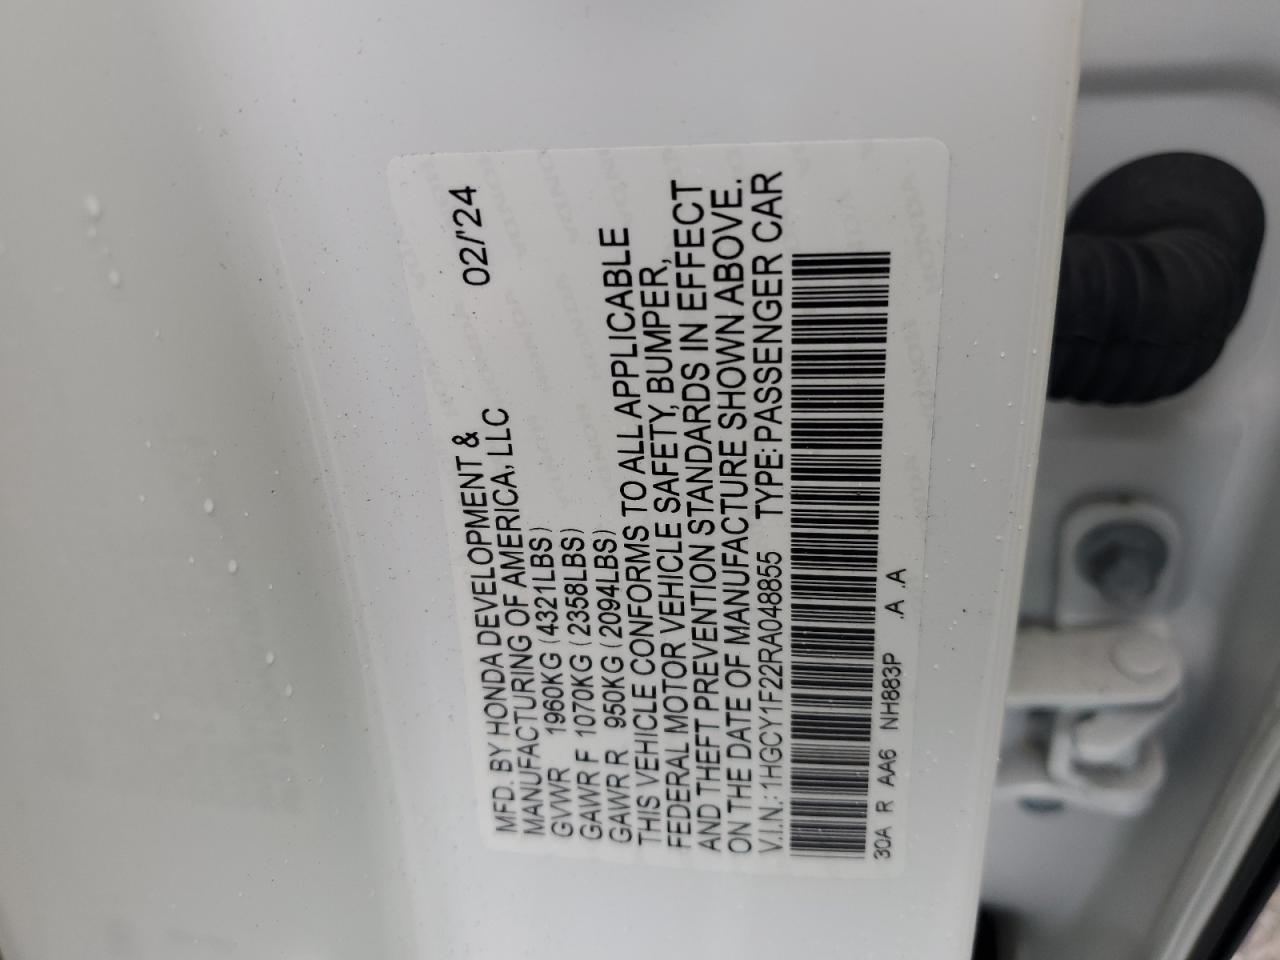 MFD. BY HONDA DEVELOPMENT & 02/'24
MANUFACTURING OF AMERICA, LLC
GVWR 1960KG (4321LBS)
GAWR F 1070KG (2358LBS)
GAWR R 950KG (2094LBS)
THIS VEHICLE CONFORMS TO ALL APPLICABLE
FEDERAL MOTOR VEHICLE SAFETY, BUMPER,
AND THEFT PREVENTION STANDARDS IN EFFECT
ON THE DATE OF MANUFACTURE SHOWN ABOVE.
V.I.N.:1HGCY1F22RA048855 TYPE:PASSENGER CAR
30A R AA6 NH883P .A .A